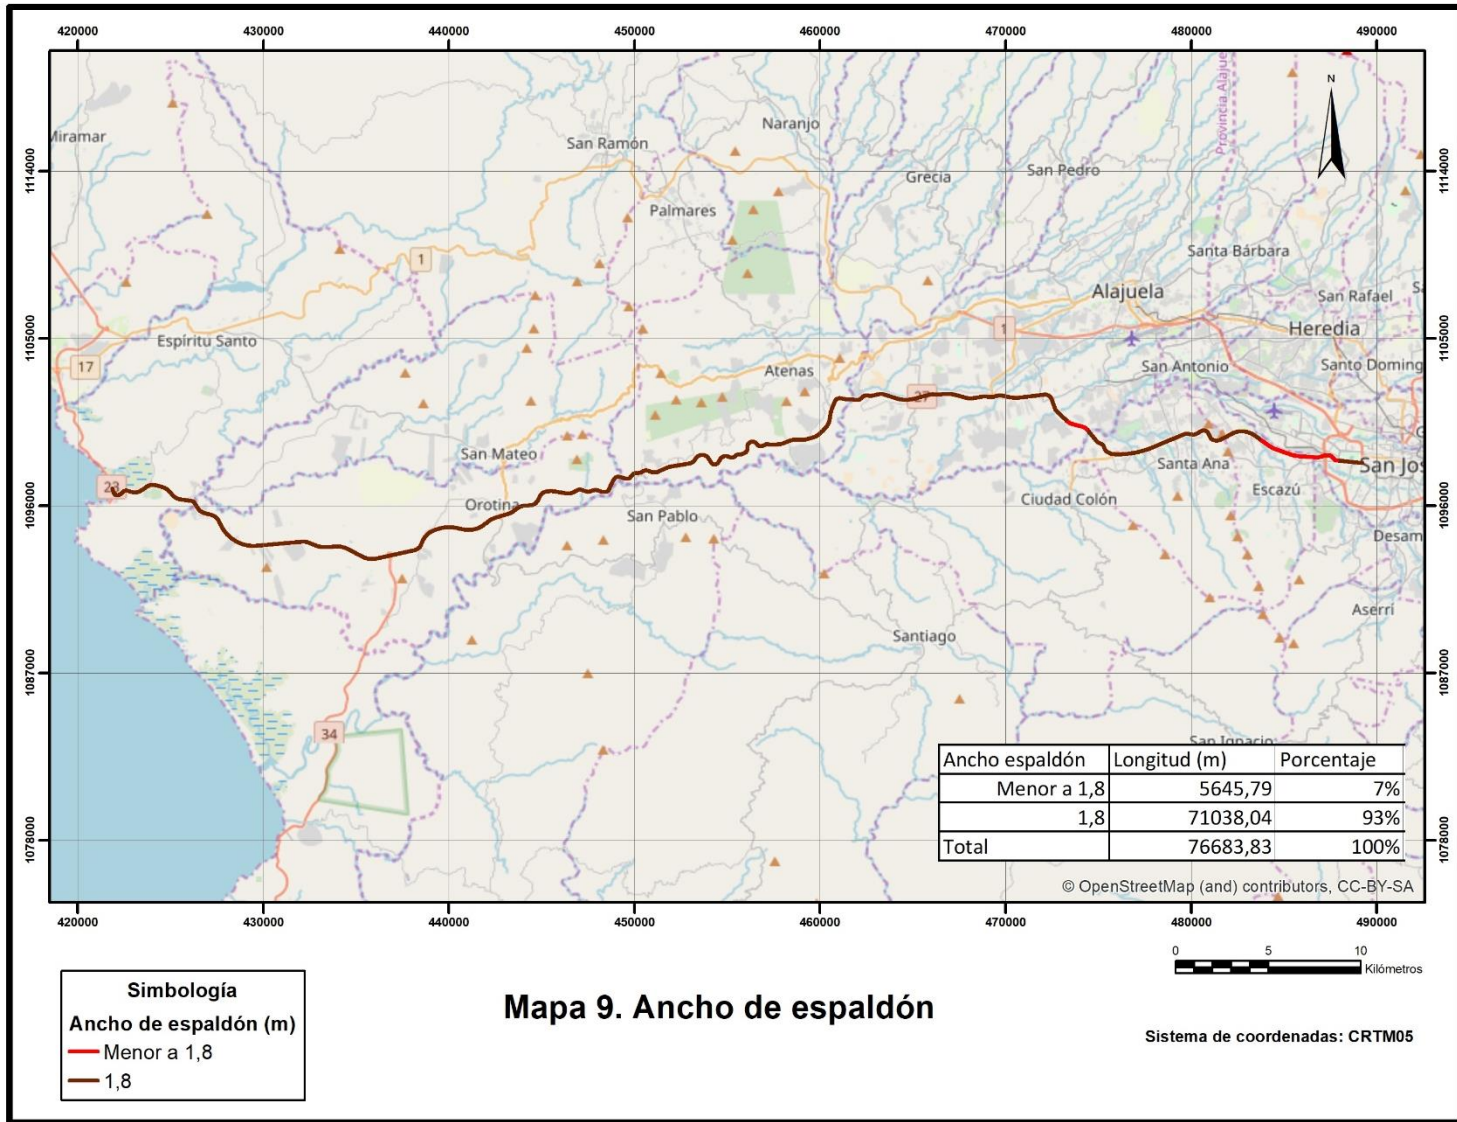 420000 430000 440000 450000 460000 470000 480000 490000
N
Provincia Alajue
Miramar
San Ramón
Naranjo
1114000 1114000
Grecia
San Pedro
Palmares
Santa Bárbara
1
Alajuela
San Rafael
Sa
1105000 1105000
Espíritu Santo
1
Heredia
17
Atenas
San Antonio
Santo Doming
27
San Mateo
Santa Ana
San Jos
23
Orotina
Ciudad Colón
Escazú
1096000 1096000
San Pablo
Desam
Aserrí
Santiago
1087000 1087000
34
San Ignacio
Ancho espaldón Longitud (m) Porcentaje
Menor a 1,8 5645,79 7%
1,8 71038,04 93%
Total 76683,83 100%
1078000 1078000
© OpenStreetMap (and) contributors, CC-BY-SA
420000 430000 440000 450000 460000 470000 480000 490000
0 5 10
Kilómetros
Simbología
Ancho de espaldón (m)
Menor a 1,8
1,8
Mapa 9. Ancho de espaldón
Sistema de coordenadas: CRTM05